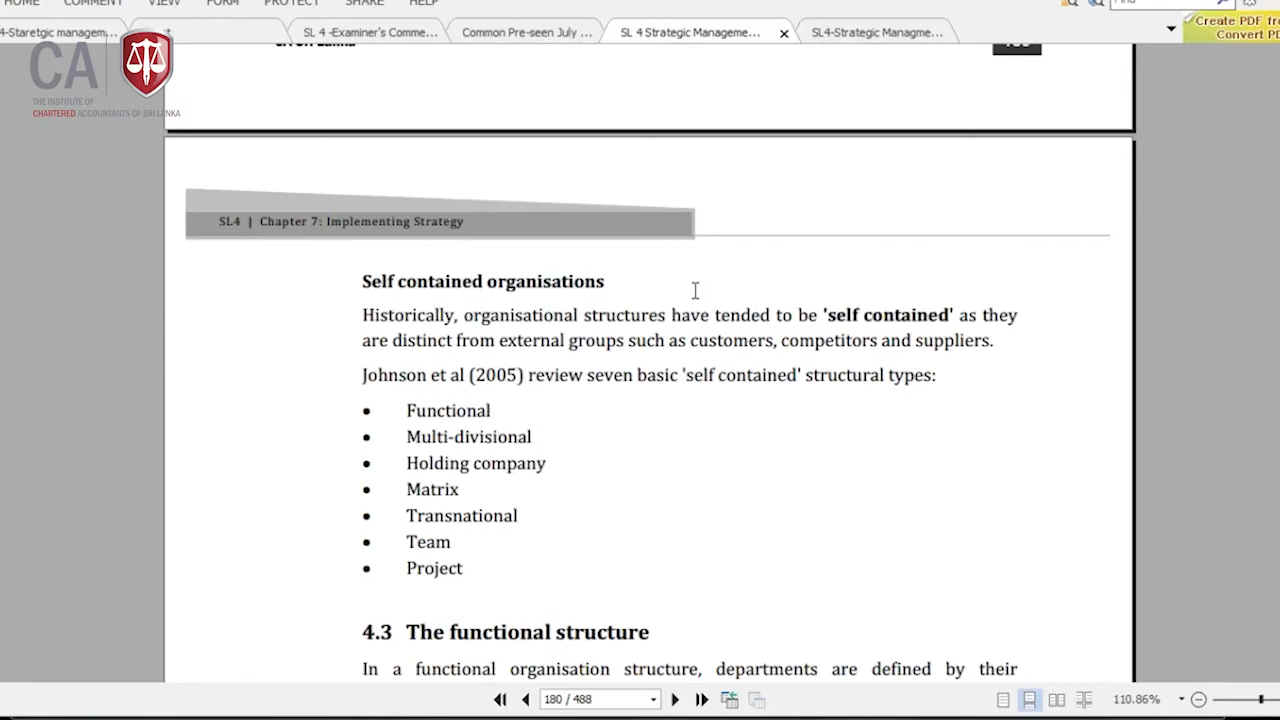 HOME COMMENT VIEW FORM PROTECT SHARE HELP
4-Staretgic managem... SL 4 -Examiner's Comme... Common Pre-seen July ... SL 4 Strategic Manageme... SL4-Strategic Managme...
Create PDF from
Convert PD
CA
THE INSTITUTE OF
CHARTERED ACCOUNTANTS OF SRI LANKA
SL4 | Chapter 7: Implementing Strategy
Self contained organisations
Historically, organisational structures have tended to be 'self contained' as they
are distinct from external groups such as customers, competitors and suppliers.
Johnson et al (2005) review seven basic 'self contained' structural types:
• Functional
• Multi-divisional
• Holding company
• Matrix
• Transnational
• Team
• Project
4.3 The functional structure
In a functional organisation structure, departments are defined by their
180 / 488
110.86%